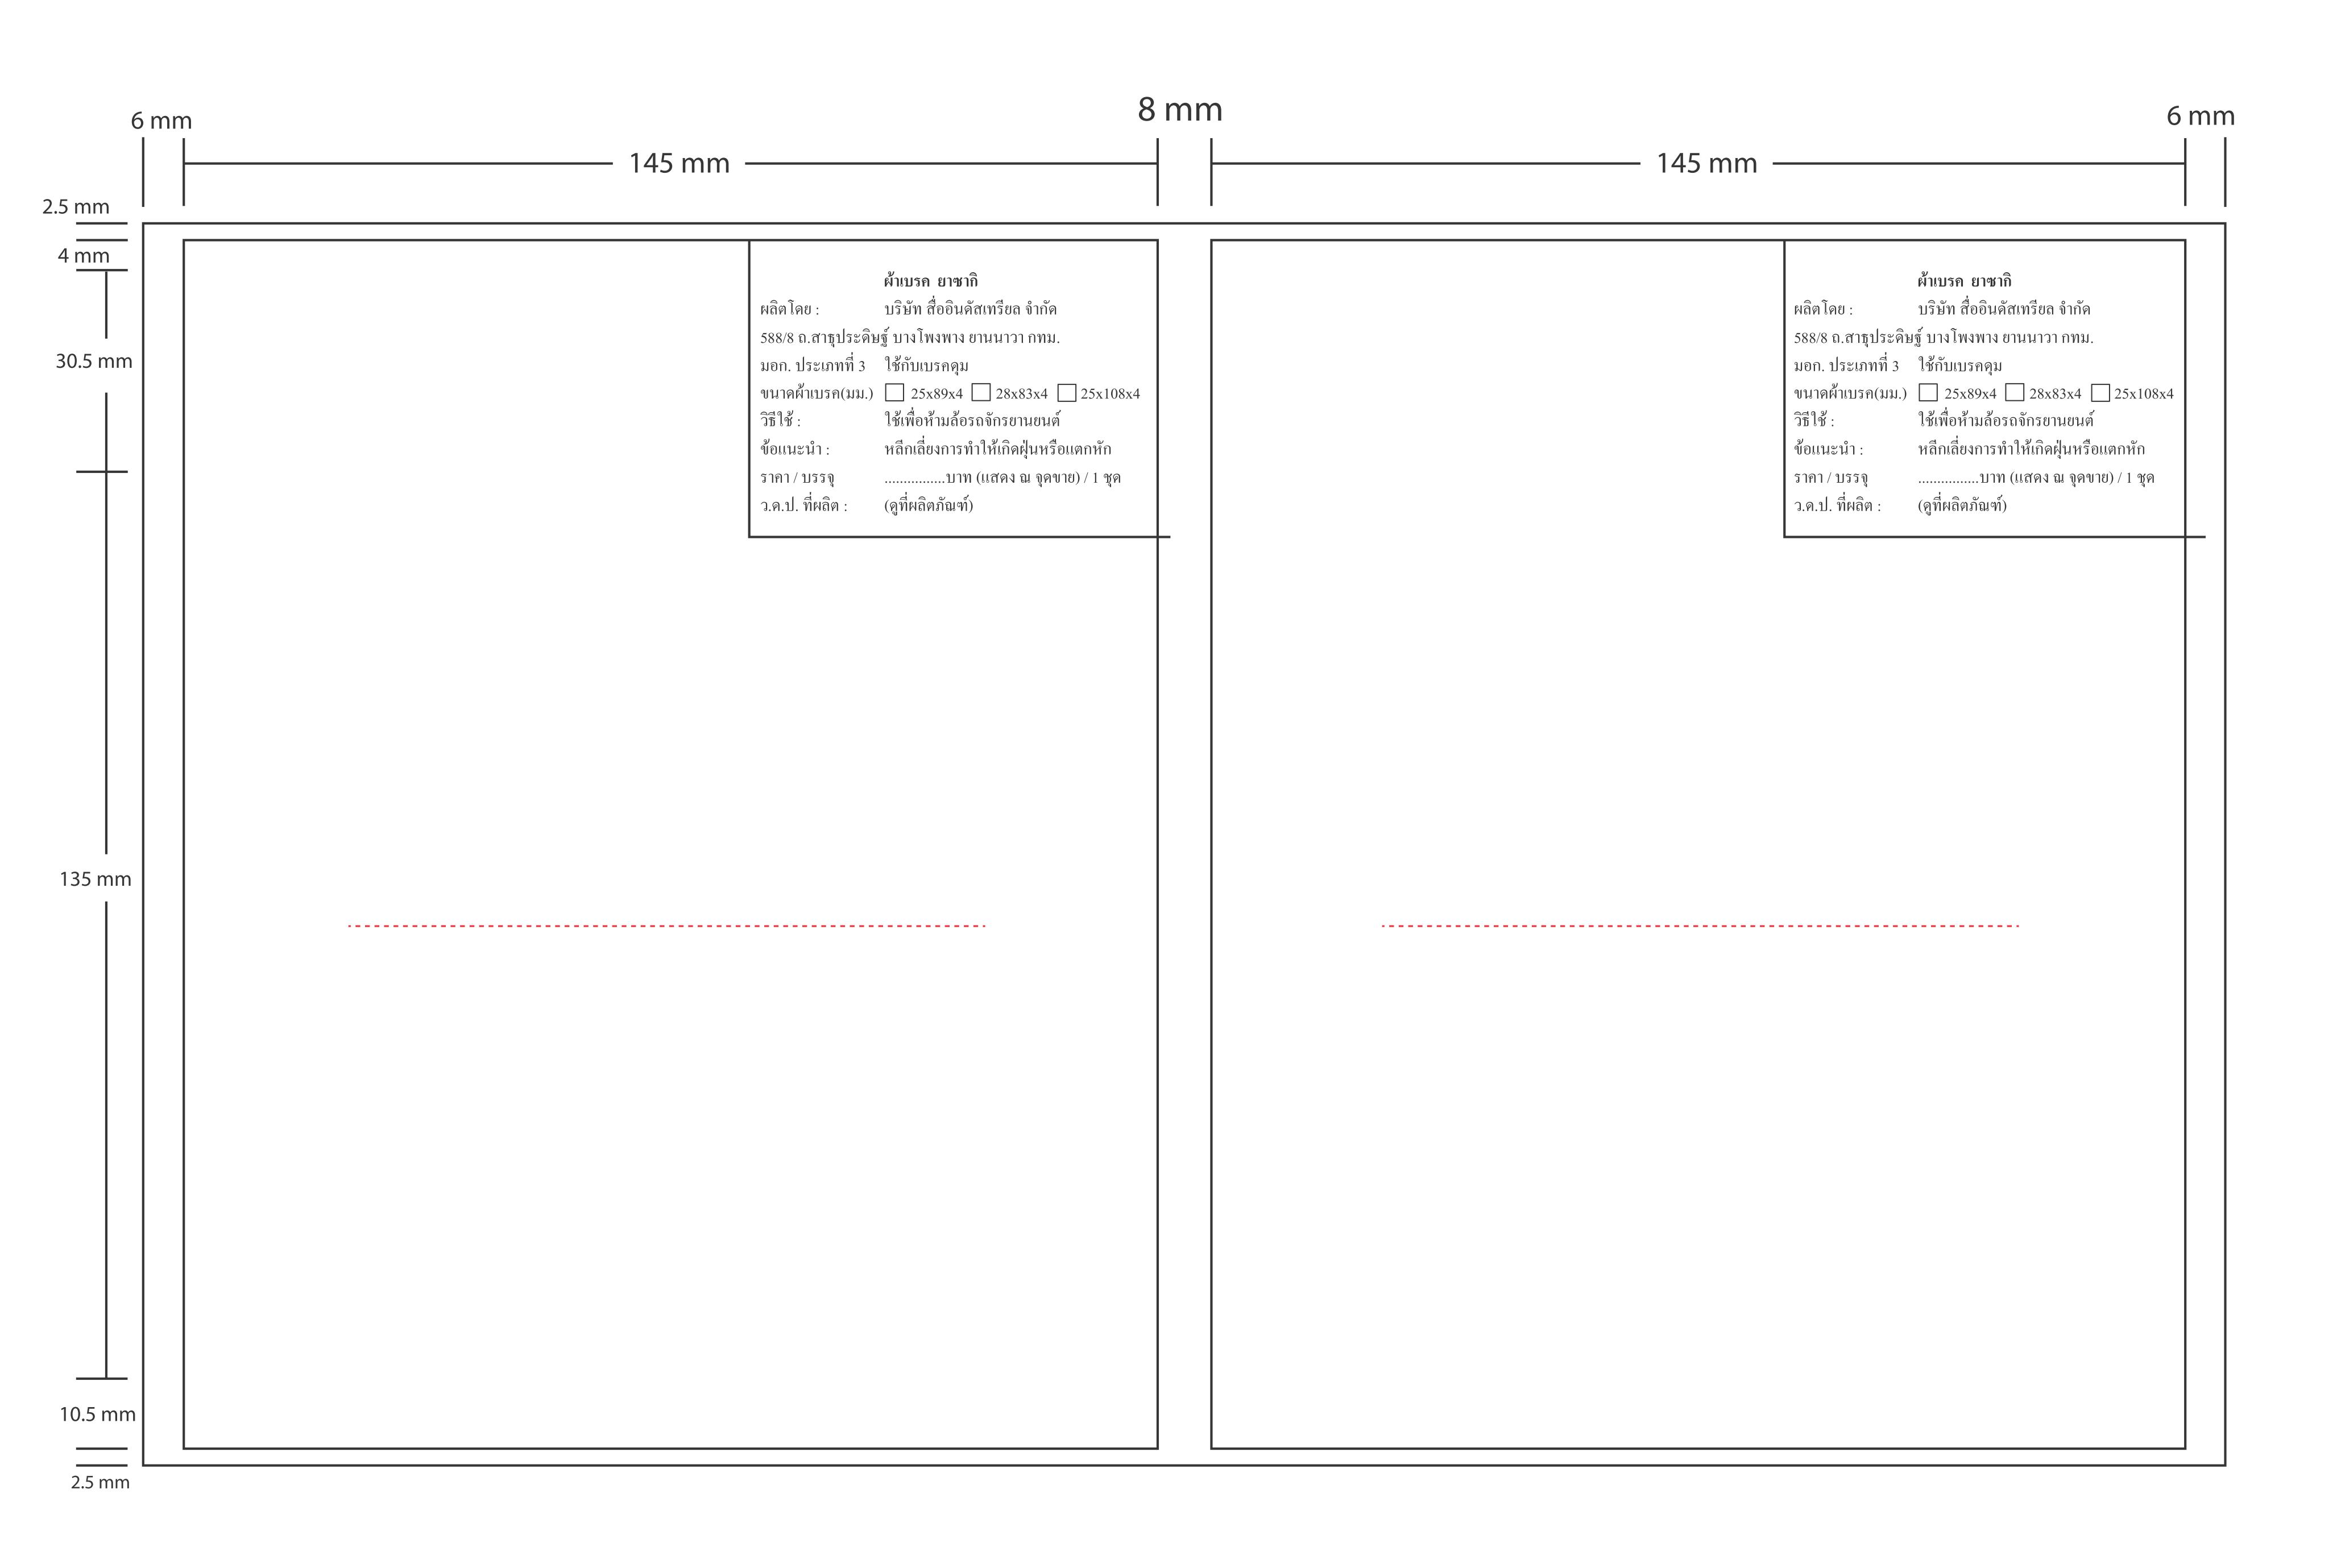 8 mm
6 mm
6 mm
145 mm
145 mm
2.5 mm
4 mm
30.5 mm
135 mm
10.5 mm
2.5 mm
ผ้าเบรค ยาซากิ
ผลิตโดย : บริษัท สื่ออินดัสเทรียล จำกัด
588/8 ถ.สาธุประดิษฐ์ บางโพงพาง ยานนาวา กทม.
มอก. ประเภทที่ 3 ใช้กับเบรคดุม
ขนาดผ้าเบรค(มม.) 25x89x4 28x83x4 25x108x4
วิธีใช้ : ใช้เพื่อห้ามล้อรถจักรยานยนต์
ข้อแนะนำ : หลีกเลี่ยงการทำให้เกิดฝุ่นหรือแตกหัก
ราคา / บรรจุ ................บาท (แสดง ณ จุดขาย) / 1 ชุด
ว.ด.ป. ที่ผลิต : (ดูที่ผลิตภัณฑ์)
ผ้าเบรค ยาซากิ
ผลิตโดย : บริษัท สื่ออินดัสเทรียล จำกัด
588/8 ถ.สาธุประดิษฐ์ บางโพงพาง ยานนาวา กทม.
มอก. ประเภทที่ 3 ใช้กับเบรคดุม
ขนาดผ้าเบรค(มม.) 25x89x4 28x83x4 25x108x4
วิธีใช้ : ใช้เพื่อห้ามล้อรถจักรยานยนต์
ข้อแนะนำ : หลีกเลี่ยงการทำให้เกิดฝุ่นหรือแตกหัก
ราคา / บรรจุ ................บาท (แสดง ณ จุดขาย) / 1 ชุด
ว.ด.ป. ที่ผลิต : (ดูที่ผลิตภัณฑ์)